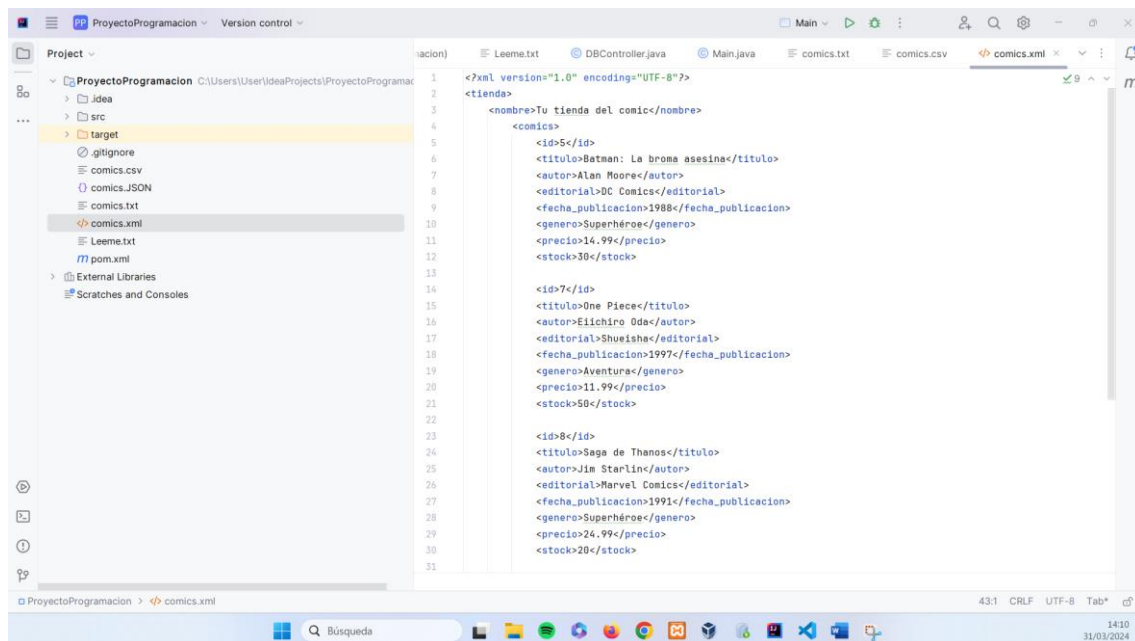 PP ProyectoProgramacion Version control Main
Project
ProyectoProgramacion C:\Users\User\IdeaProjects\ProyectoProgramac
.idea
src
target
.gitignore
comics.csv
{} comics.JSON
comics.txt
</> comics.xml
Leeme.txt
m pom.xml
External Libraries
Scratches and Consoles
acion) Leeme.txt DBController.java Main.java comics.txt comics.csv </> comics.xml
9
1 <?xml version="1.0" encoding="UTF-8"?>
2 <tienda>
3 <nombre>Tu tienda del comic</nombre>
4 <comics>
5 <id>5</id>
6 <titulo>Batman: La broma asesina</titulo>
7 <autor>Alan Moore</autor>
8 <editorial>DC Comics</editorial>
9 <fecha_publicacion>1988</fecha_publicacion>
10 <genero>Superhéroe</genero>
11 <precio>14.99</precio>
12 <stock>30</stock>
13
14 <id>7</id>
15 <titulo>One Piece</titulo>
16 <autor>Eiichiro Oda</autor>
17 <editorial>Shueisha</editorial>
18 <fecha_publicacion>1997</fecha_publicacion>
19 <genero>Aventura</genero>
20 <precio>11.99</precio>
21 <stock>50</stock>
22
23 <id>8</id>
24 <titulo>Saga de Thanos</titulo>
25 <autor>Jim Starlin</autor>
26 <editorial>Marvel Comics</editorial>
27 <fecha_publicacion>1991</fecha_publicacion>
28 <genero>Superhéroe</genero>
29 <precio>24.99</precio>
30 <stock>20</stock>
31
ProyectoProgramacion > </> comics.xml 43:1 CRLF UTF-8 Tab*
Búsqueda
14:10
31/03/2024